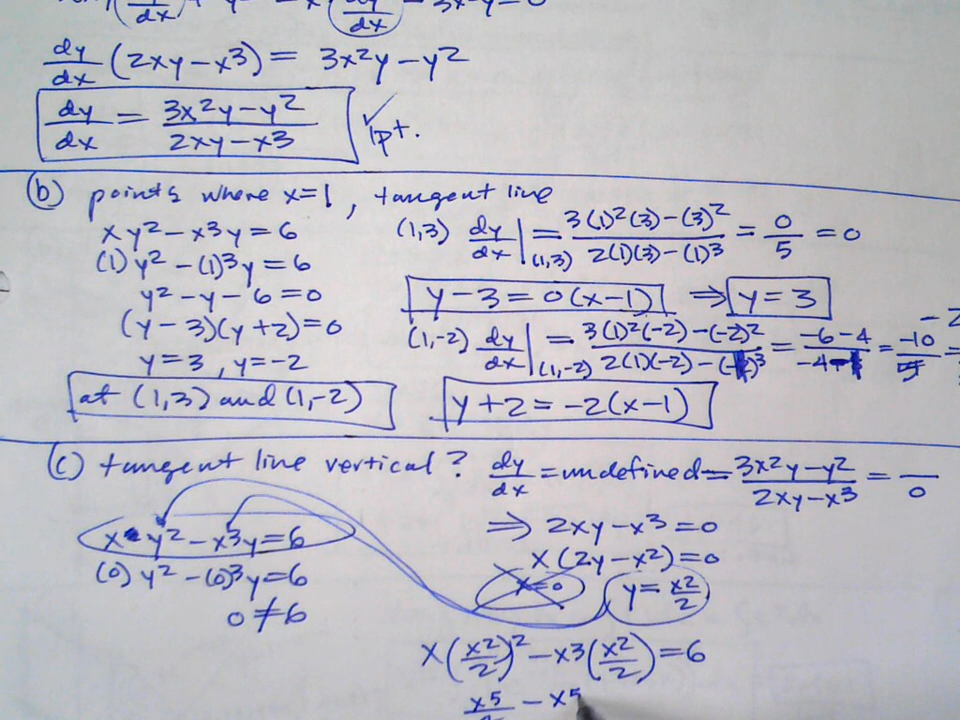 dy/dx (2xy-x³) = 3x²y-y²
dy/dx = (3x²y-y²)/(2xy-x³) ✓1pt.
(b) points where x=1, tangent line
xy²-x³y=6
(1)y²-(1)³y=6
y²-y-6=0
(y-3)(y+2)=0
y=3, y=-2
at (1,3) and (1,-2)
(1,3) dy/dx|(1,3) = (3(1)²(3)-(3)²)/(2(1)(3)-(1)³) = 0/5 = 0
y-3=0(x-1) ⇒ y=3
(1,-2) dy/dx|(1,-2) = (3(1)²(-2)-(-2)²)/(2(1)(-2)-(1)³) = (-6-4)/(-4-1) = -10
y+2=-2(x-1)
(c) tangent line vertical? dy/dx = undefined = (3x²y-y²)/(2xy-x³) = —/0
xy²-x³y=6
(0)y²-(0)³y=6
0≠6
⇒ 2xy-x³=0
x(2y-x²)=0
x=0 y=x²/2
x(x²/2)²-x³(x²/2)=6
x⁵ - x⁵